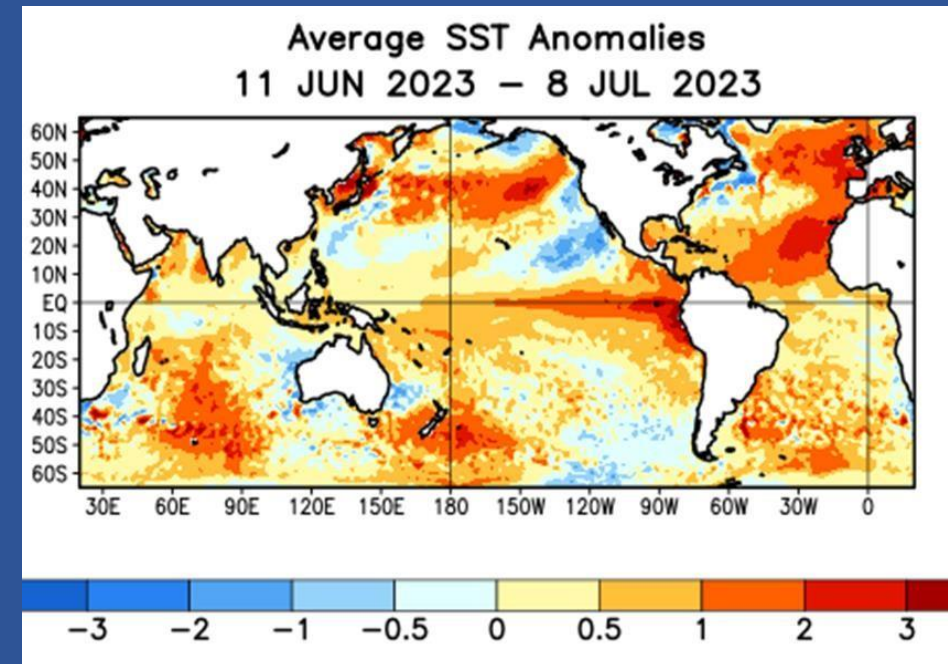 Average SST Anomalies
11 JUN 2023 – 8 JUL 2023
60N
50N
40N
30N
20N
10N
EQ
10S
20S
30S
40S
50S
60S
30E 60E 90E 120E 150E 180 150W 120W 90W 60W 30W 0
−3 −2 −1 −0.5 0 0.5 1 2 3